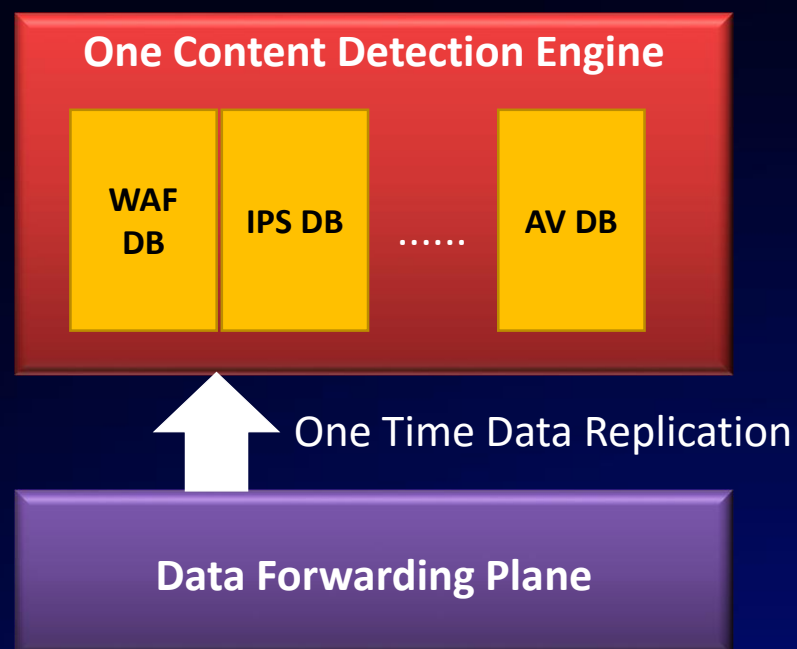 One Content Detection Engine
WAF
DB
IPS DB
......
AV DB
One Time Data Replication
Data Forwarding Plane